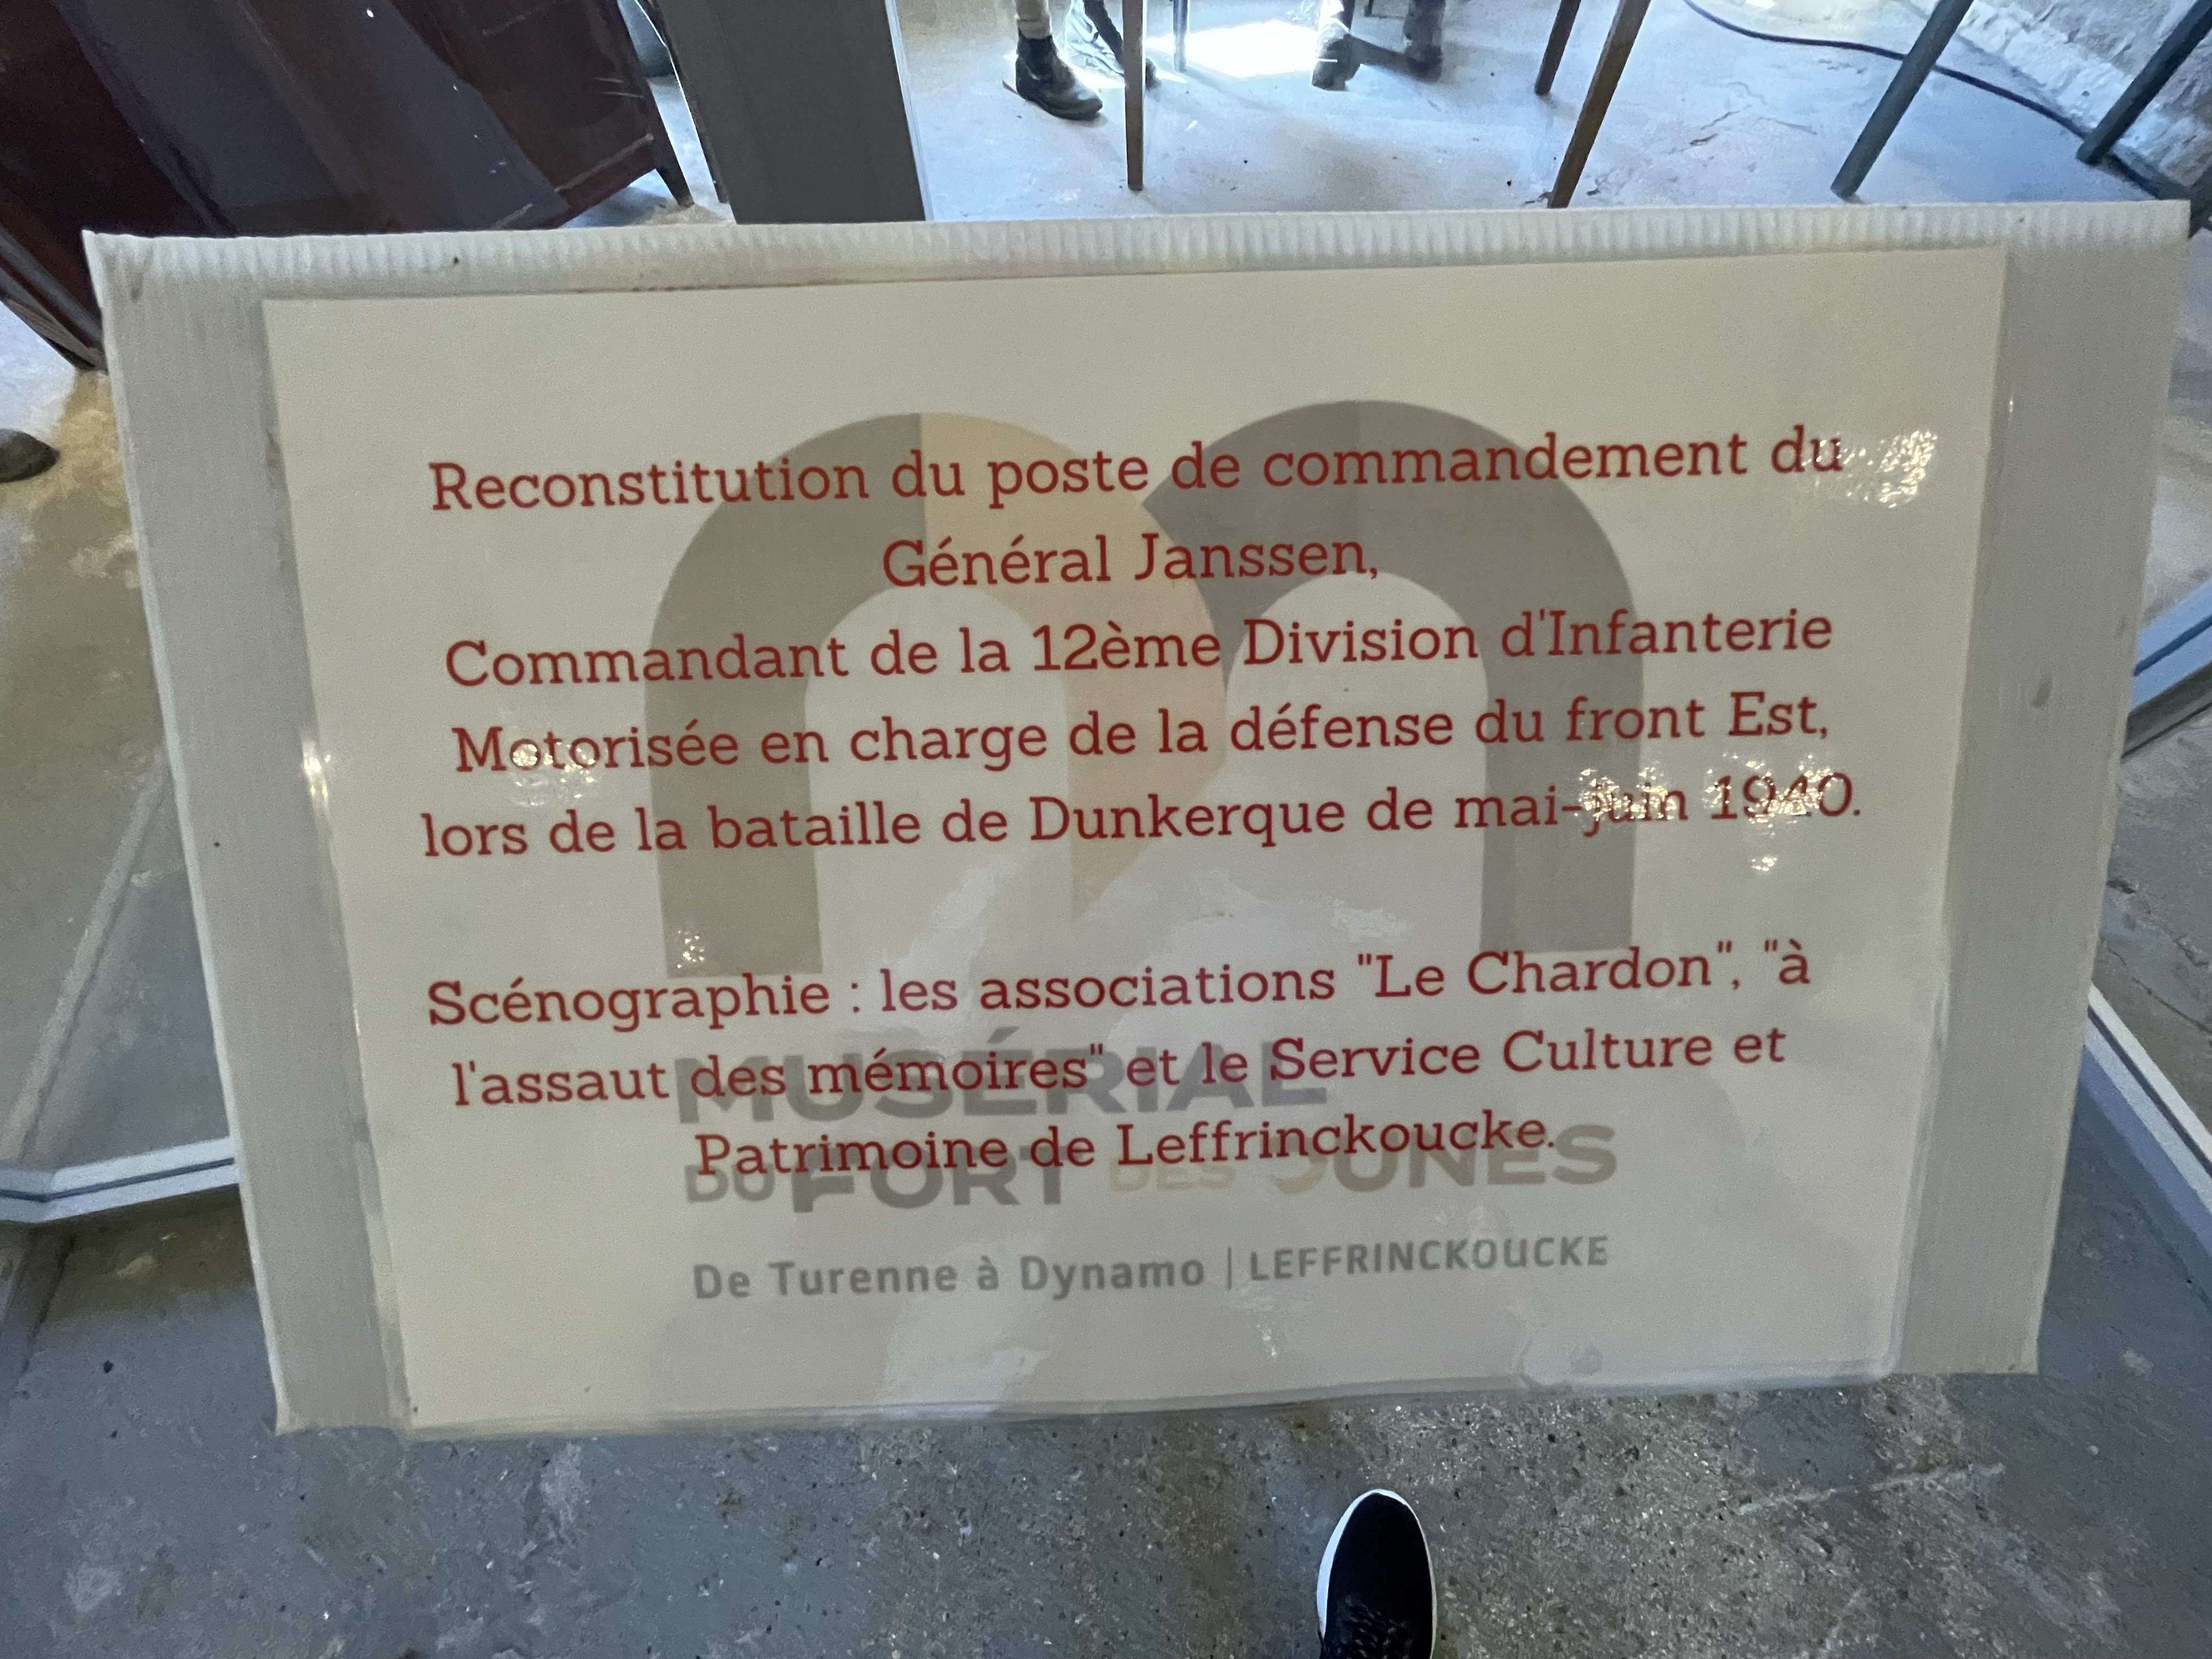 Reconstitution du poste de commandement du
Général Janssen,
Commandant de la 12ème Division d'Infanterie
Motorisée en charge de la défense du front Est,
lors de la bataille de Dunkerque de mai-juin 1940.
Scénographie : les associations "Le Chardon", "à
l'assaut des mémoires" et le Service Culture et
Patrimoine de Leffrinckoucke.
MUSÉRIAL
DU FORT DES DUNES
De Turenne à Dynamo | LEFFRINCKOUCKE